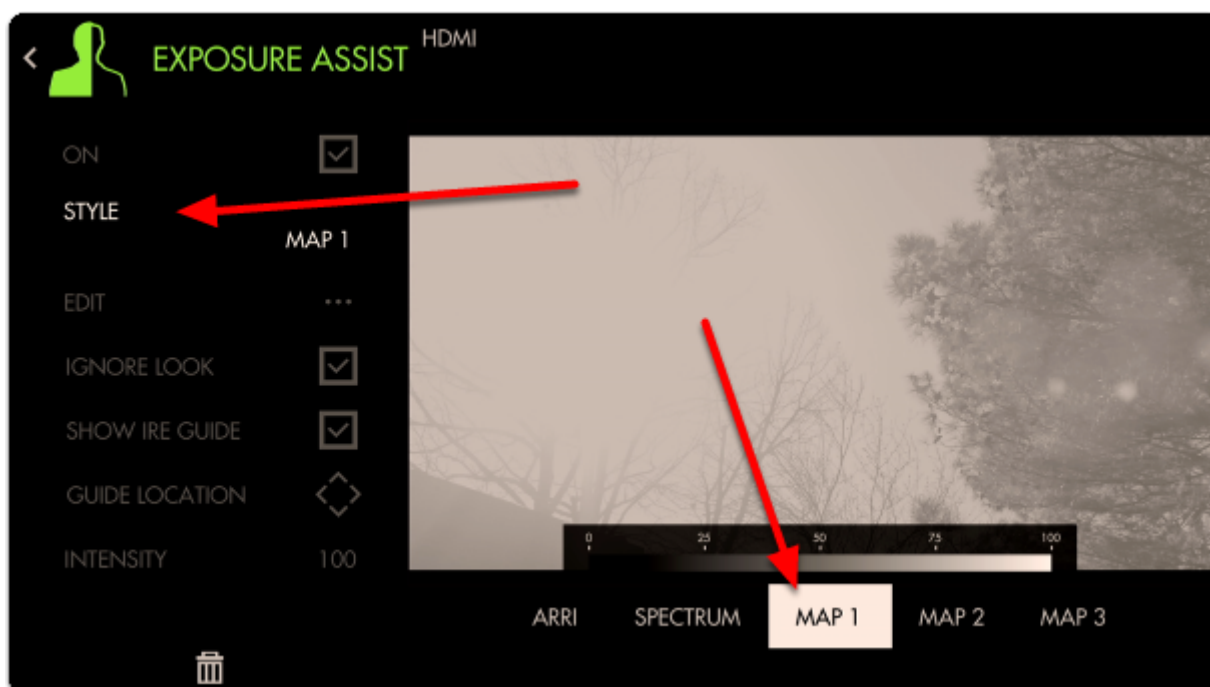 EXPOSURE ASSIST
HDMI
ON
STYLE
MAP 1
EDIT
...
IGNORE LOOK
SHOW IRE GUIDE
GUIDE LOCATION
INTENSITY 100
0 25 50 75 100
ARRI SPECTRUM MAP 1 MAP 2 MAP 3